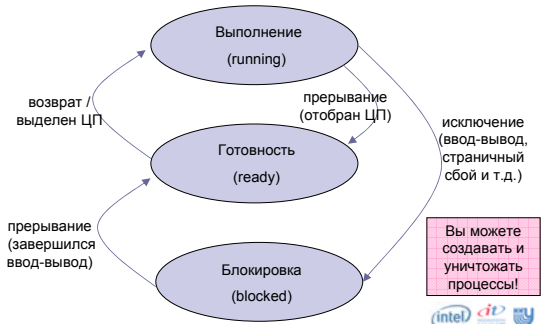 Выполнение
(running)
возврат /
выделен ЦП
прерывание
(отобран ЦП)
исключение
(ввод-вывод,
страничный
сбой и т.д.)
Готовность
(ready)
прерывание
(завершился
ввод-вывод)
Блокировка
(blocked)
Вы можете
создавать и
уничтожать
процессы!
intel